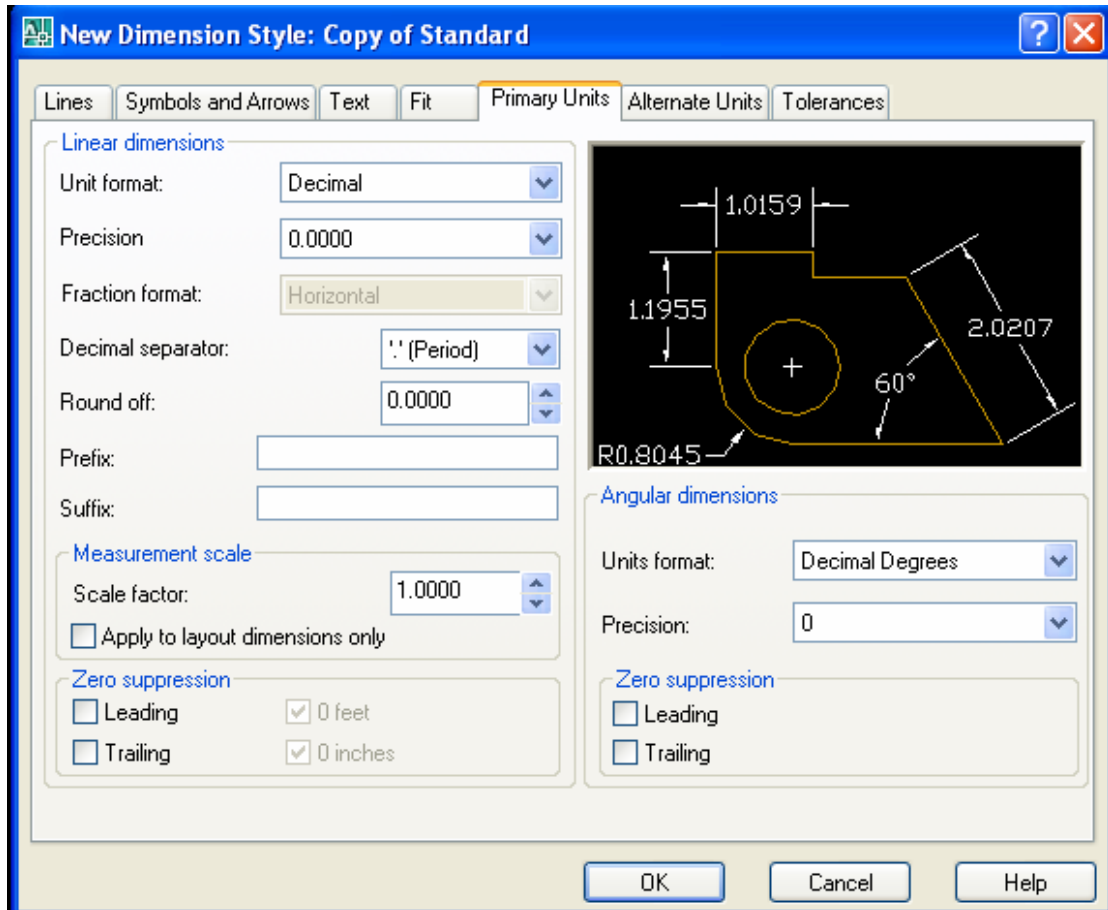 New Dimension Style: Copy of Standard
Lines
Symbols and Arrows
Text
Fit
Primary Units
Alternate Units
Tolerances
Linear dimensions
Unit format:
Decimal
Precision
0.0000
Fraction format:
Horizontal
Decimal separator:
'.' (Period)
Round off:
0.0000
Prefix:
Suffix:
Measurement scale
Scale factor:
1.0000
Apply to layout dimensions only
Zero suppression
Leading
0 feet
Trailing
0 inches
1.0159
1.1955
2.0207
60°
R0.8045
Angular dimensions
Units format:
Decimal Degrees
Precision:
0
Zero suppression
Leading
Trailing
OK
Cancel
Help